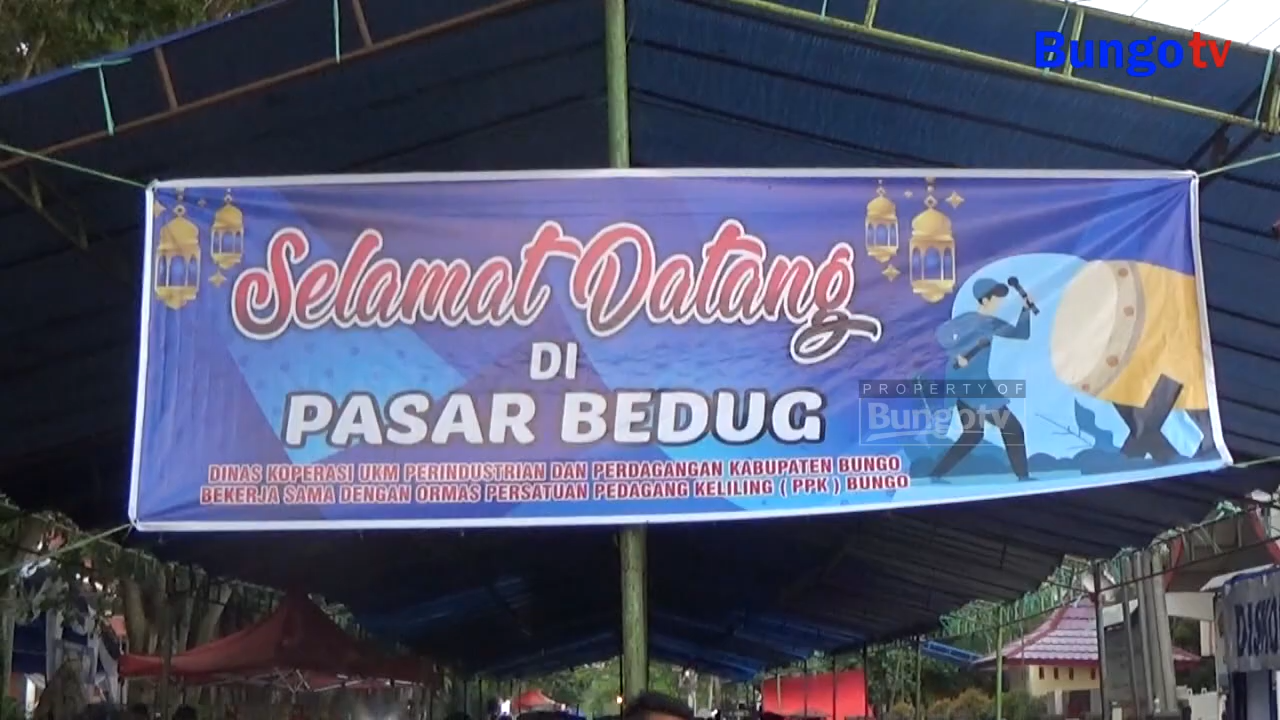 Bungotv
Selamat Datang
DI
PASAR BEDUG
PROPERTY OF
Bungotv
DINAS KOPERASI UKM PERINDUSTRIAN DAN PERDAGANGAN KABUPATEN BUNGO
BEKERJA SAMA DENGAN ORMAS PERSATUAN PEDAGANG KELILING ( PPK ) BUNGO